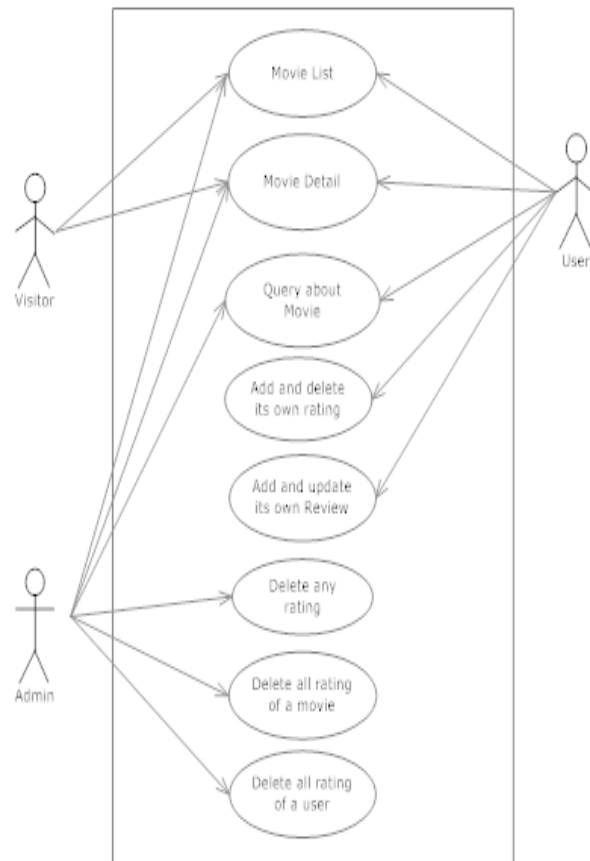 Movie List
Movie Detail
Visitor
User
Query about
Movie
Add and delete
its own rating
Add and update
its own Review
Delete any
rating
Admin
Delete all rating
of a movie
Delete all rating
of a user